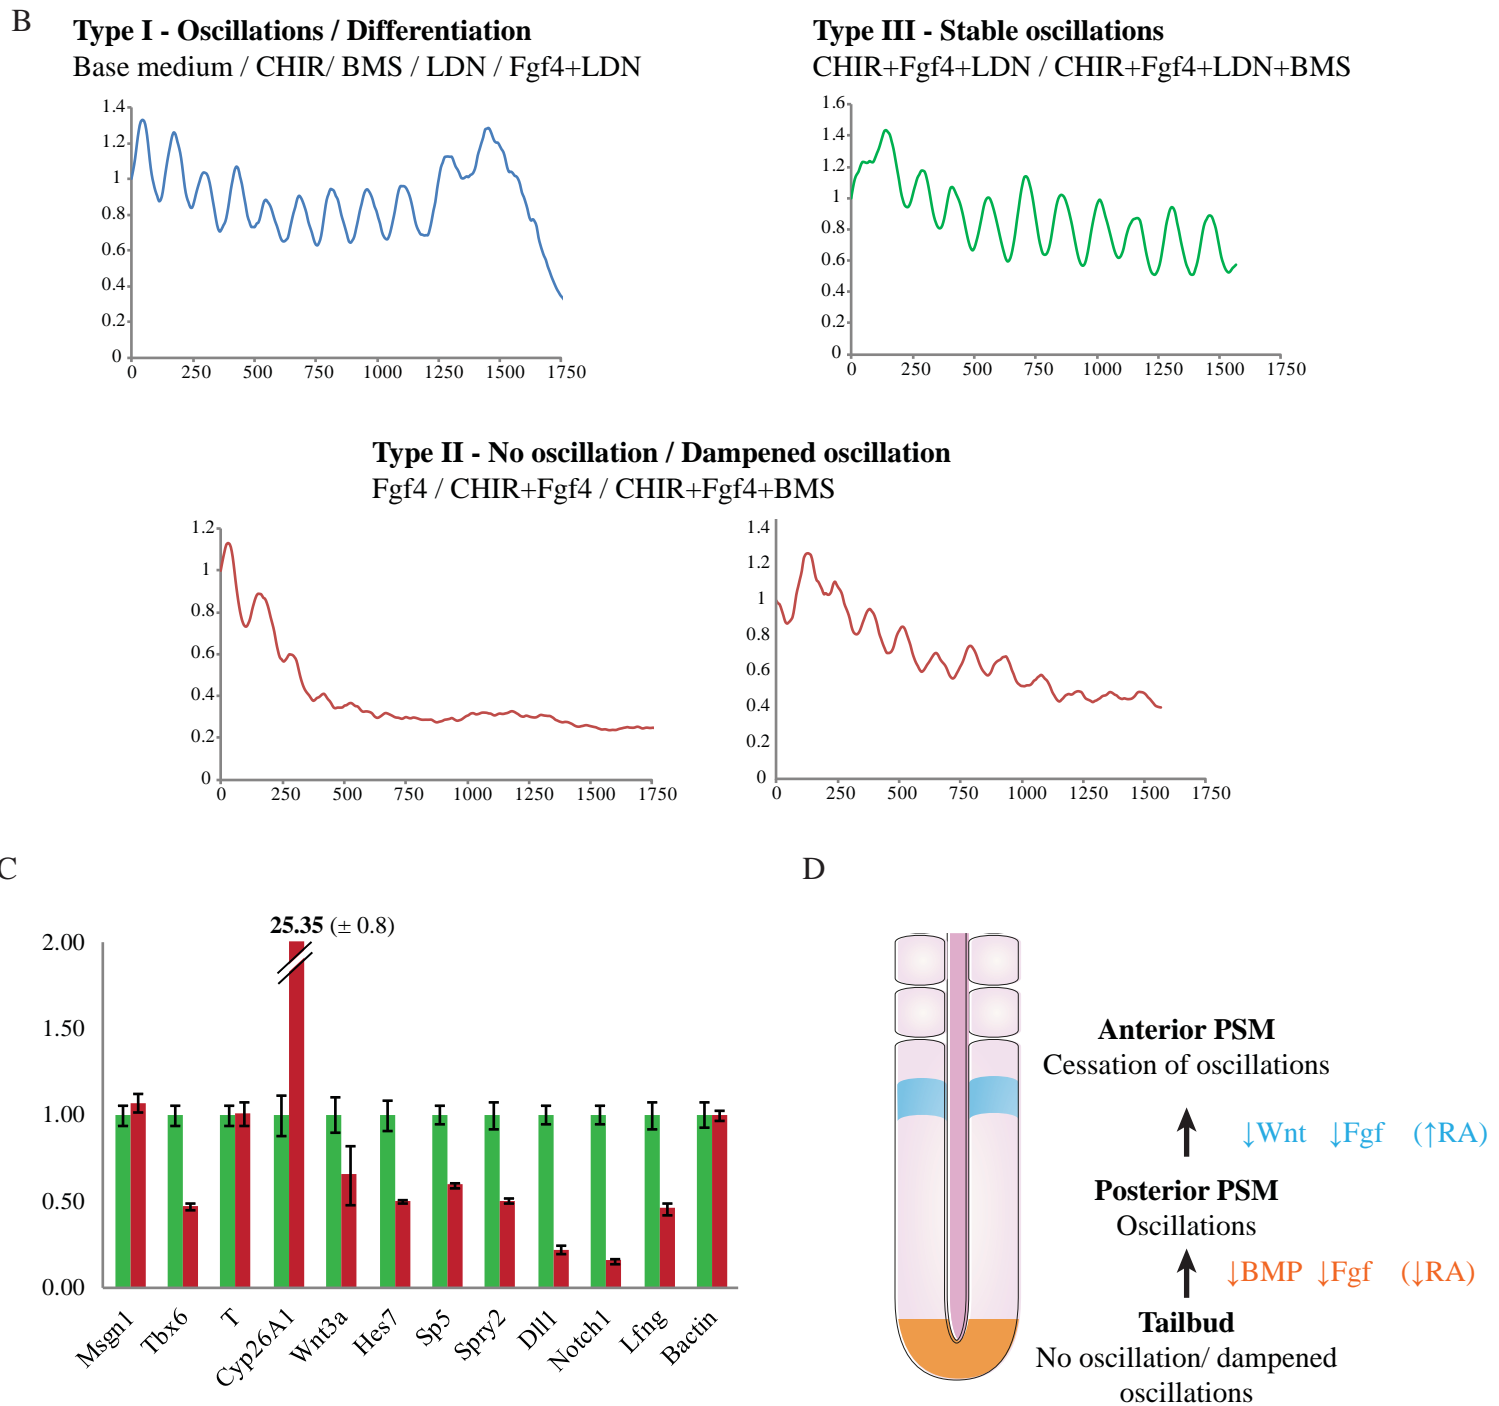 B
Type I - Oscillations / Differentiation
Base medium / CHIR/ BMS / LDN / Fgf4+LDN
1.4
1.2
1
0.8
0.6
0.4
0.2
0
0 250 500 750 1000 1250 1500 1750
Type III - Stable oscillations
CHIR+Fgf4+LDN / CHIR+Fgf4+LDN+BMS
1.6
1.4
1.2
1
0.8
0.6
0.4
0.2
0
0 250 500 750 1000 1250 1500 1750
Type II - No oscillation / Dampened oscillation
Fgf4 / CHIR+Fgf4 / CHIR+Fgf4+BMS
1.2
1
0.8
0.6
0.4
0.2
0
0 250 500 750 1000 1250 1500 1750
1.4
1.2
1
0.8
0.6
0.4
0.2
0
0 250 500 750 1000 1250 1500 1750
C
25.35 (± 0.8)
2.00
1.50
1.00
0.50
0.00
Msgn1
Tbx6
T
Cyp26A1
Wnt3a
Hes7
Sp5
Spry2
Dll1
Notch1
Lfng
Bactin
D
Anterior PSM
Cessation of oscillations
↓Wnt ↓Fgf (↑RA)
Posterior PSM
Oscillations
↓BMP ↓Fgf (↓RA)
Tailbud
No oscillation/ dampened
oscillations